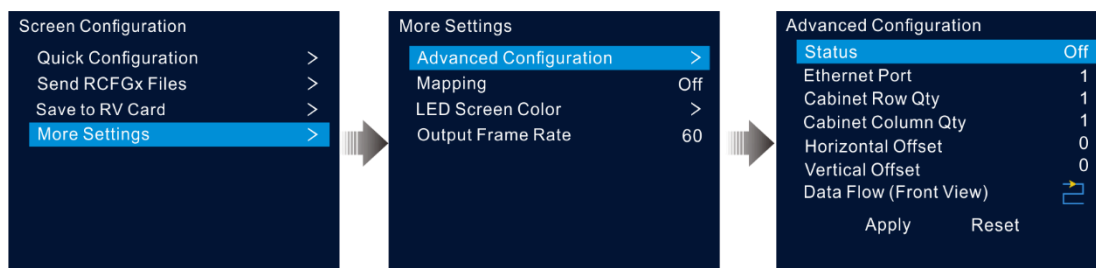 Screen Configuration
Quick Configuration >
Send RCFGx Files >
Save to RV Card >
More Settings >
More Settings
Advanced Configuration >
Mapping Off
LED Screen Color >
Output Frame Rate 60
Advanced Configuration
Status Off
Ethernet Port 1
Cabinet Row Qty 1
Cabinet Column Qty 1
Horizontal Offset 0
Vertical Offset 0
Data Flow (Front View)
Apply Reset